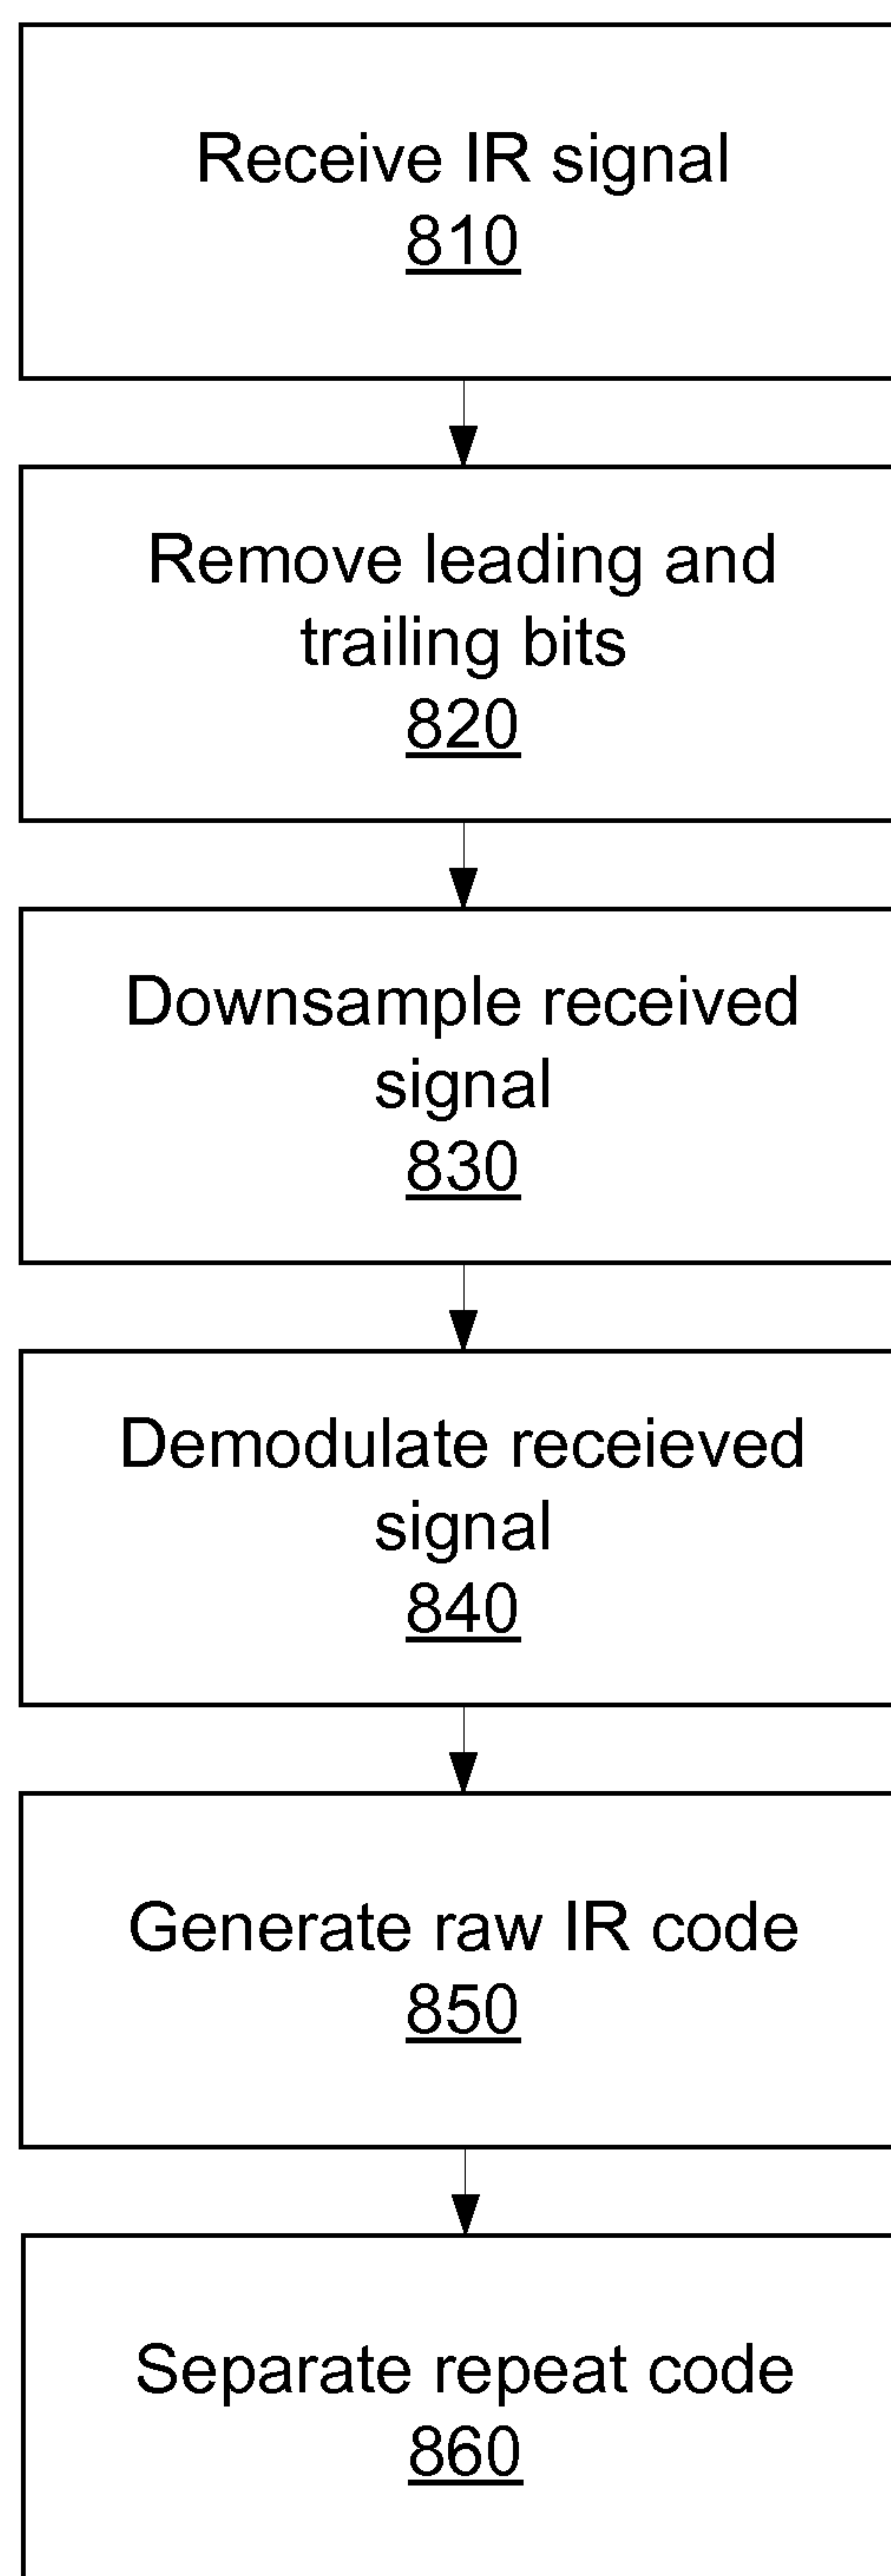 Receive IR signal
810
Remove leading and
trailing bits
820
Downsample received
signal
830
Demodulate receieved
signal
840
Generate raw IR code
850
Separate repeat code
860